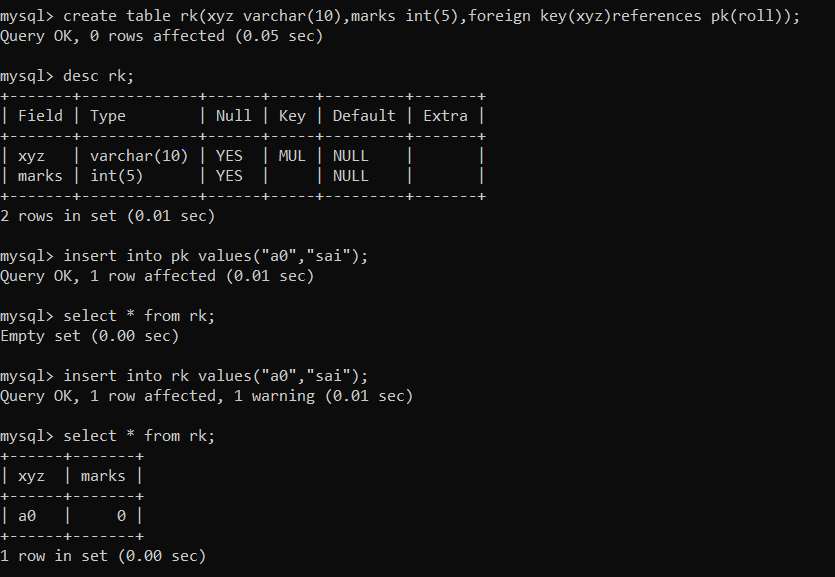 mysql> create table rk(xyz varchar(10),marks int(5),foreign key(xyz)references pk(roll));
Query OK, 0 rows affected (0.05 sec)
mysql> desc rk;
+-------+-------------+------+-----+---------+-------+
| Field | Type        | Null | Key | Default | Extra |
+-------+-------------+------+-----+---------+-------+
| xyz   | varchar(10) | YES  | MUL | NULL    |       |
| marks | int(5)      | YES  |     | NULL    |       |
+-------+-------------+------+-----+---------+-------+
2 rows in set (0.01 sec)
mysql> insert into pk values("a0","sai");
Query OK, 1 row affected (0.01 sec)
mysql> select * from rk;
Empty set (0.00 sec)
mysql> insert into rk values("a0","sai");
Query OK, 1 row affected, 1 warning (0.01 sec)
mysql> select * from rk;
+------+-------+
| xyz  | marks |
+------+-------+
| a0   |     0 |
+------+-------+
1 row in set (0.00 sec)